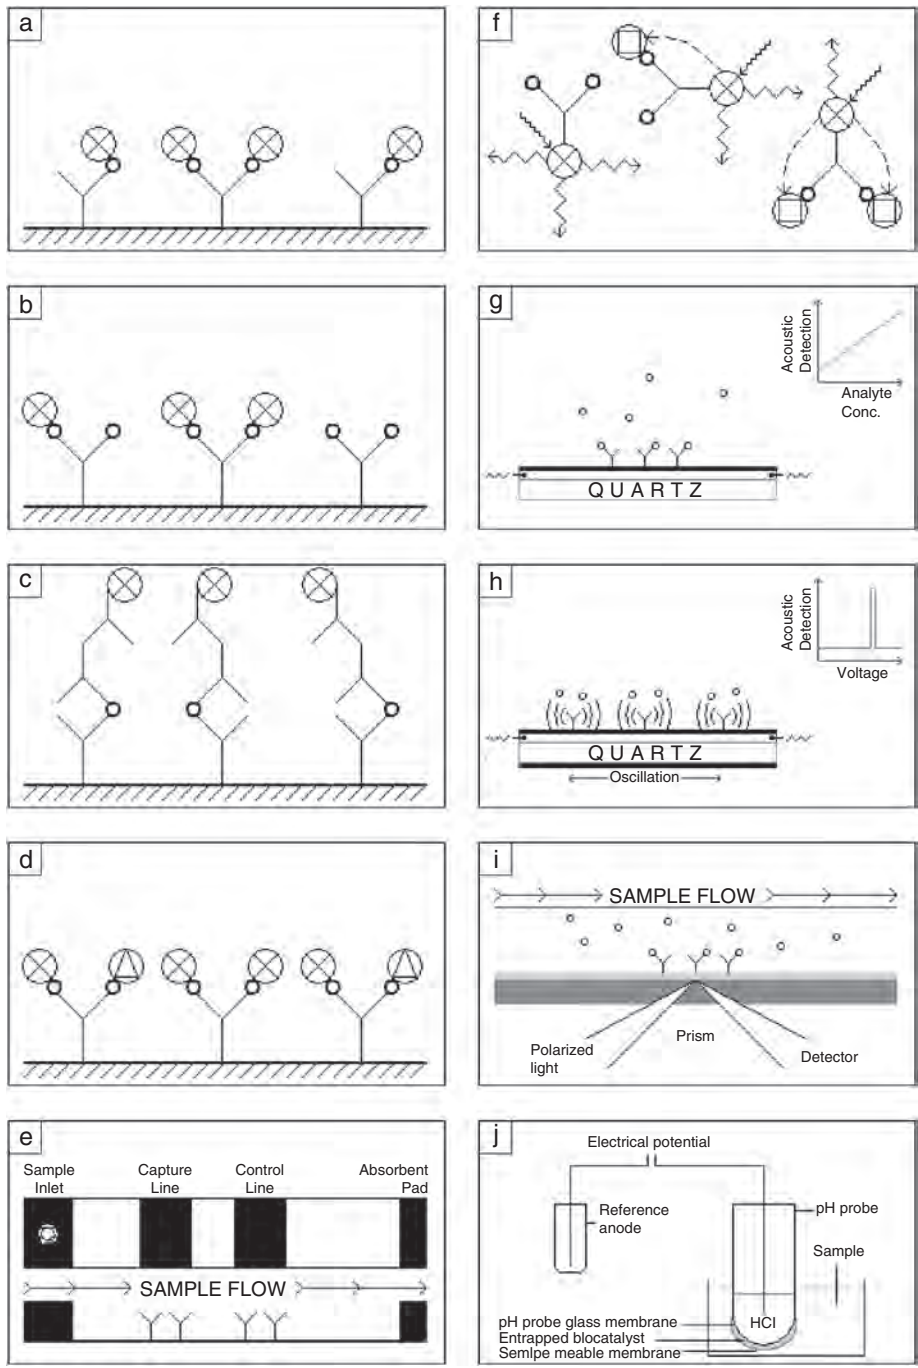 a
b
c
d
e
Sample
Inlet
Capture
Line
Control
Line
Absorbent
Pad
SAMPLE FLOW
f
g
Acoustic
Detection
Analyte
Conc.
QUARTZ
h
Acoustic
Detection
Voltage
QUARTZ
Oscillation
i
SAMPLE FLOW
Polarized
light
Prism
Detector
j
Electrical potential
Reference
anode
pH probe
Sample
HCl
pH probe glass membrane
Entrapped blocatalyst
Semlpe meable membrane